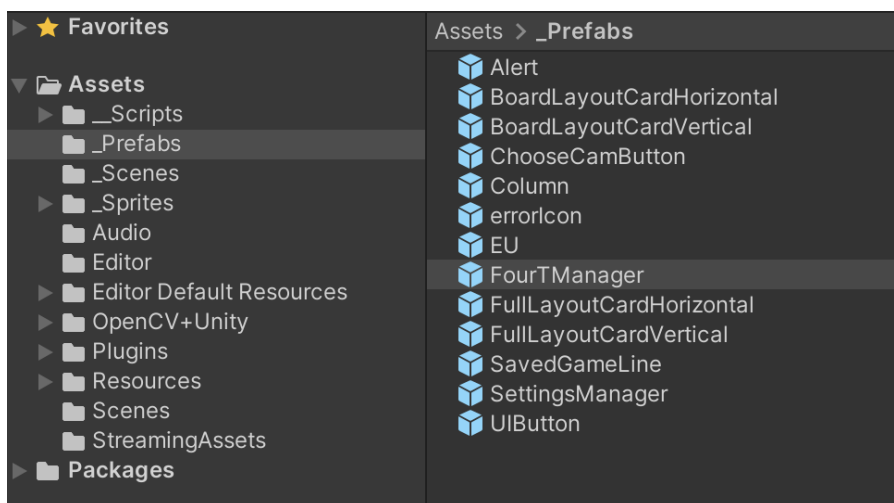 Favorites
Assets
__Scripts
_Prefabs
_Scenes
_Sprites
Audio
Editor
Editor Default Resources
OpenCV+Unity
Plugins
Resources
Scenes
StreamingAssets
Packages
Assets > _Prefabs
Alert
BoardLayoutCardHorizontal
BoardLayoutCardVertical
ChooseCamButton
Column
errorIcon
EU
FourTManager
FullLayoutCardHorizontal
FullLayoutCardVertical
SavedGameLine
SettingsManager
UIButton